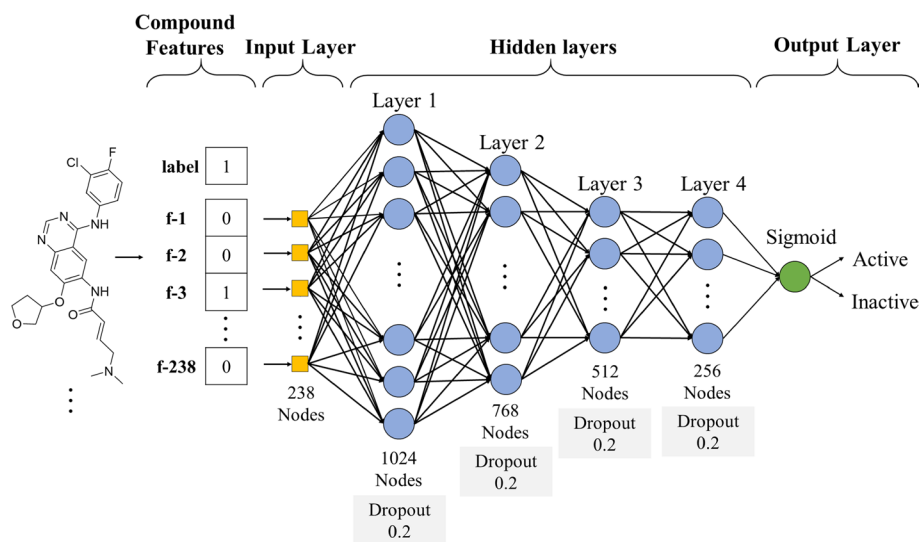 Compound
Features
Input Layer
Hidden layers
Output Layer
Layer 1
Layer 2
Layer 3
Layer 4
Sigmoid
Active
Inactive
label 1
f-1 0
f-2 0
f-3 1
f-238 0
F
Cl
N
N
NH
O
NH
O
O
N
238
Nodes
1024
Nodes
Dropout
0.2
768
Nodes
Dropout
0.2
512
Nodes
Dropout
0.2
256
Nodes
Dropout
0.2